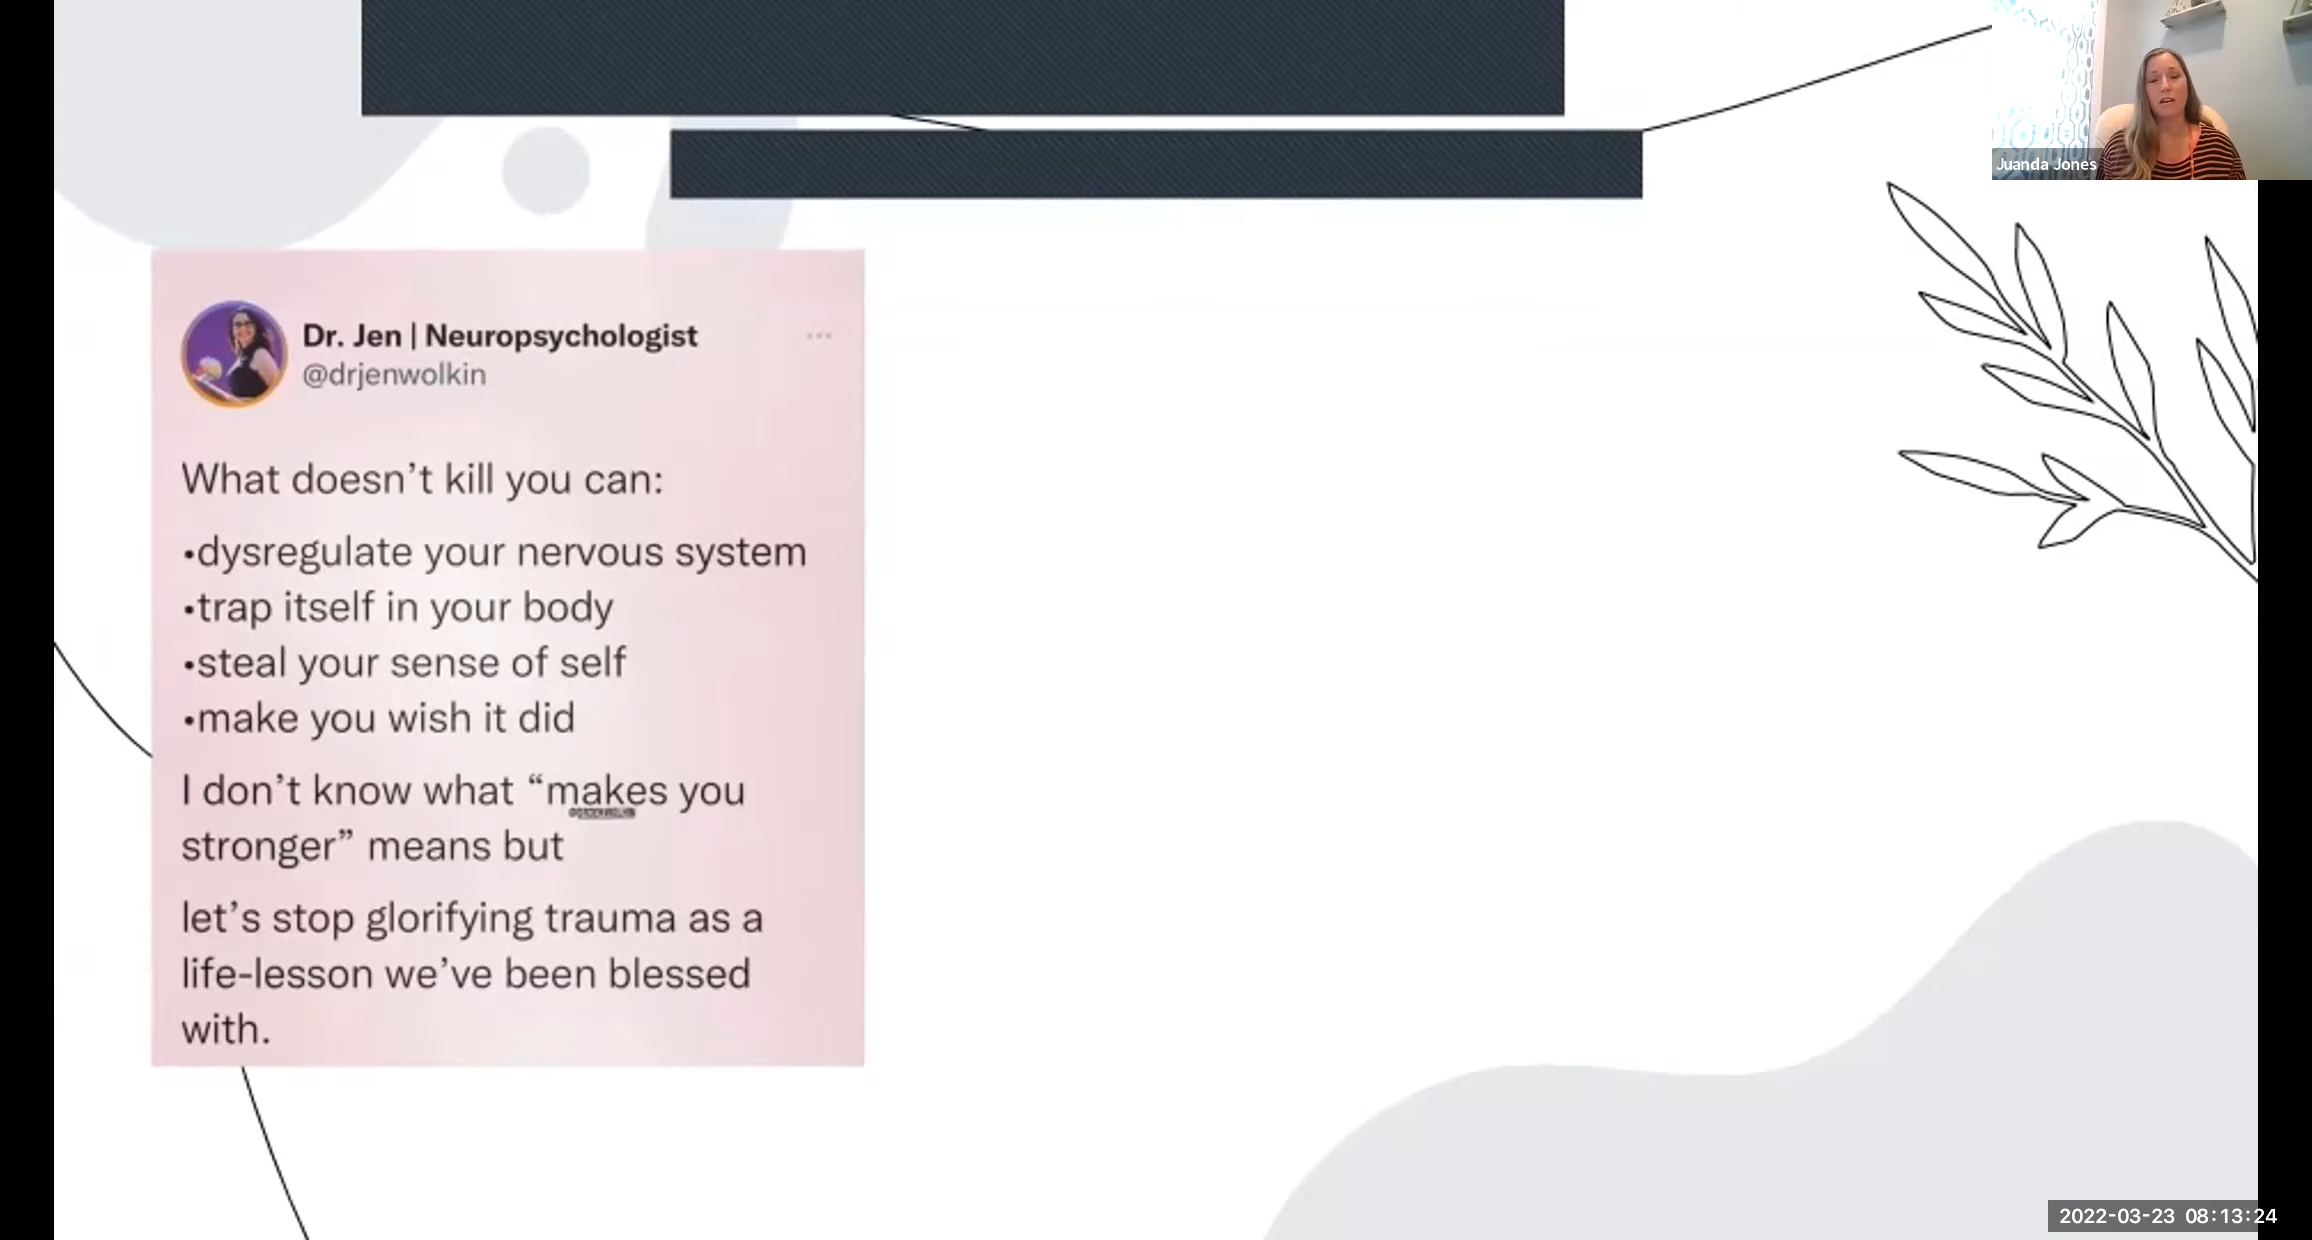 Juanda Jones
Dr. Jen | Neuropsychologist
@drjenwolkin
What doesn’t kill you can:
•dysregulate your nervous system
•trap itself in your body
•steal your sense of self
•make you wish it did
I don’t know what “makes you
stronger” means but
let’s stop glorifying trauma as a
life-lesson we’ve been blessed
with.
2022-03-23 08:13:24